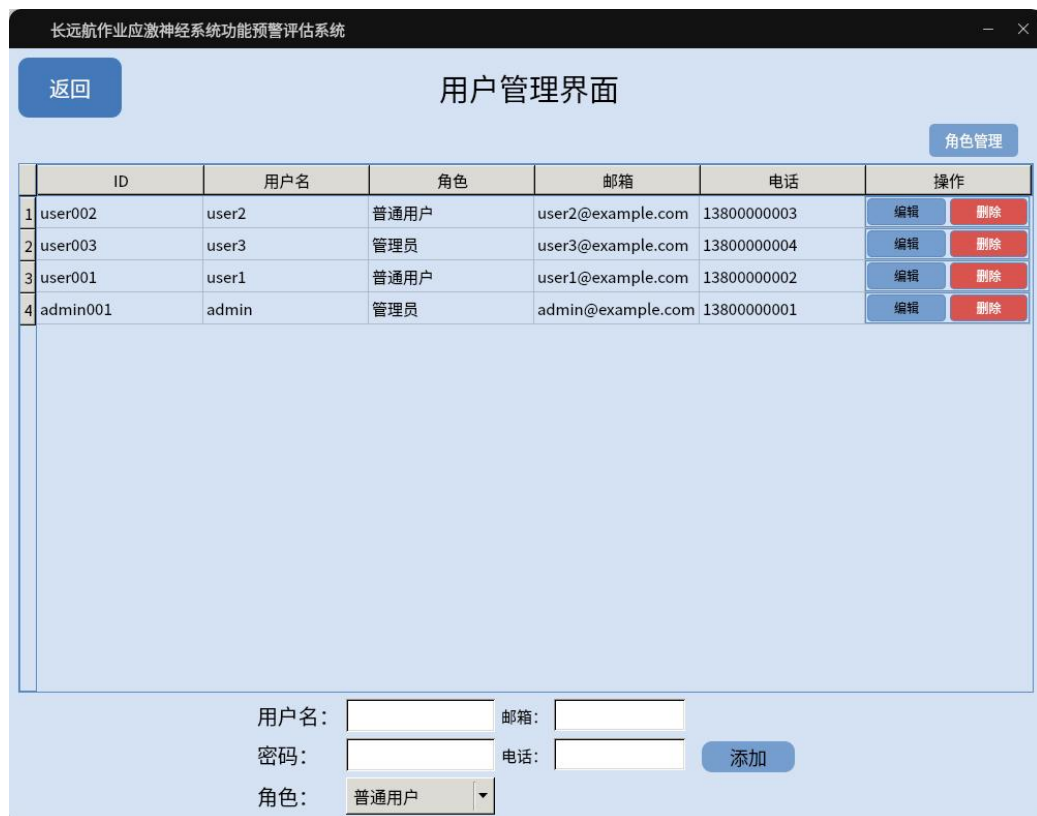 长远航作业应激神经系统功能预警评估系统
返回
用户管理界面
角色管理
ID 用户名 角色 邮箱 电话 操作
1 user002 user2 普通用户 user2@example.com 13800000003 编辑 删除
2 user003 user3 管理员 user3@example.com 13800000004 编辑 删除
3 user001 user1 普通用户 user1@example.com 13800000002 编辑 删除
4 admin001 admin 管理员 admin@example.com 13800000001 编辑 删除
用户名： 邮箱：
密码： 电话： 添加
角色： 普通用户